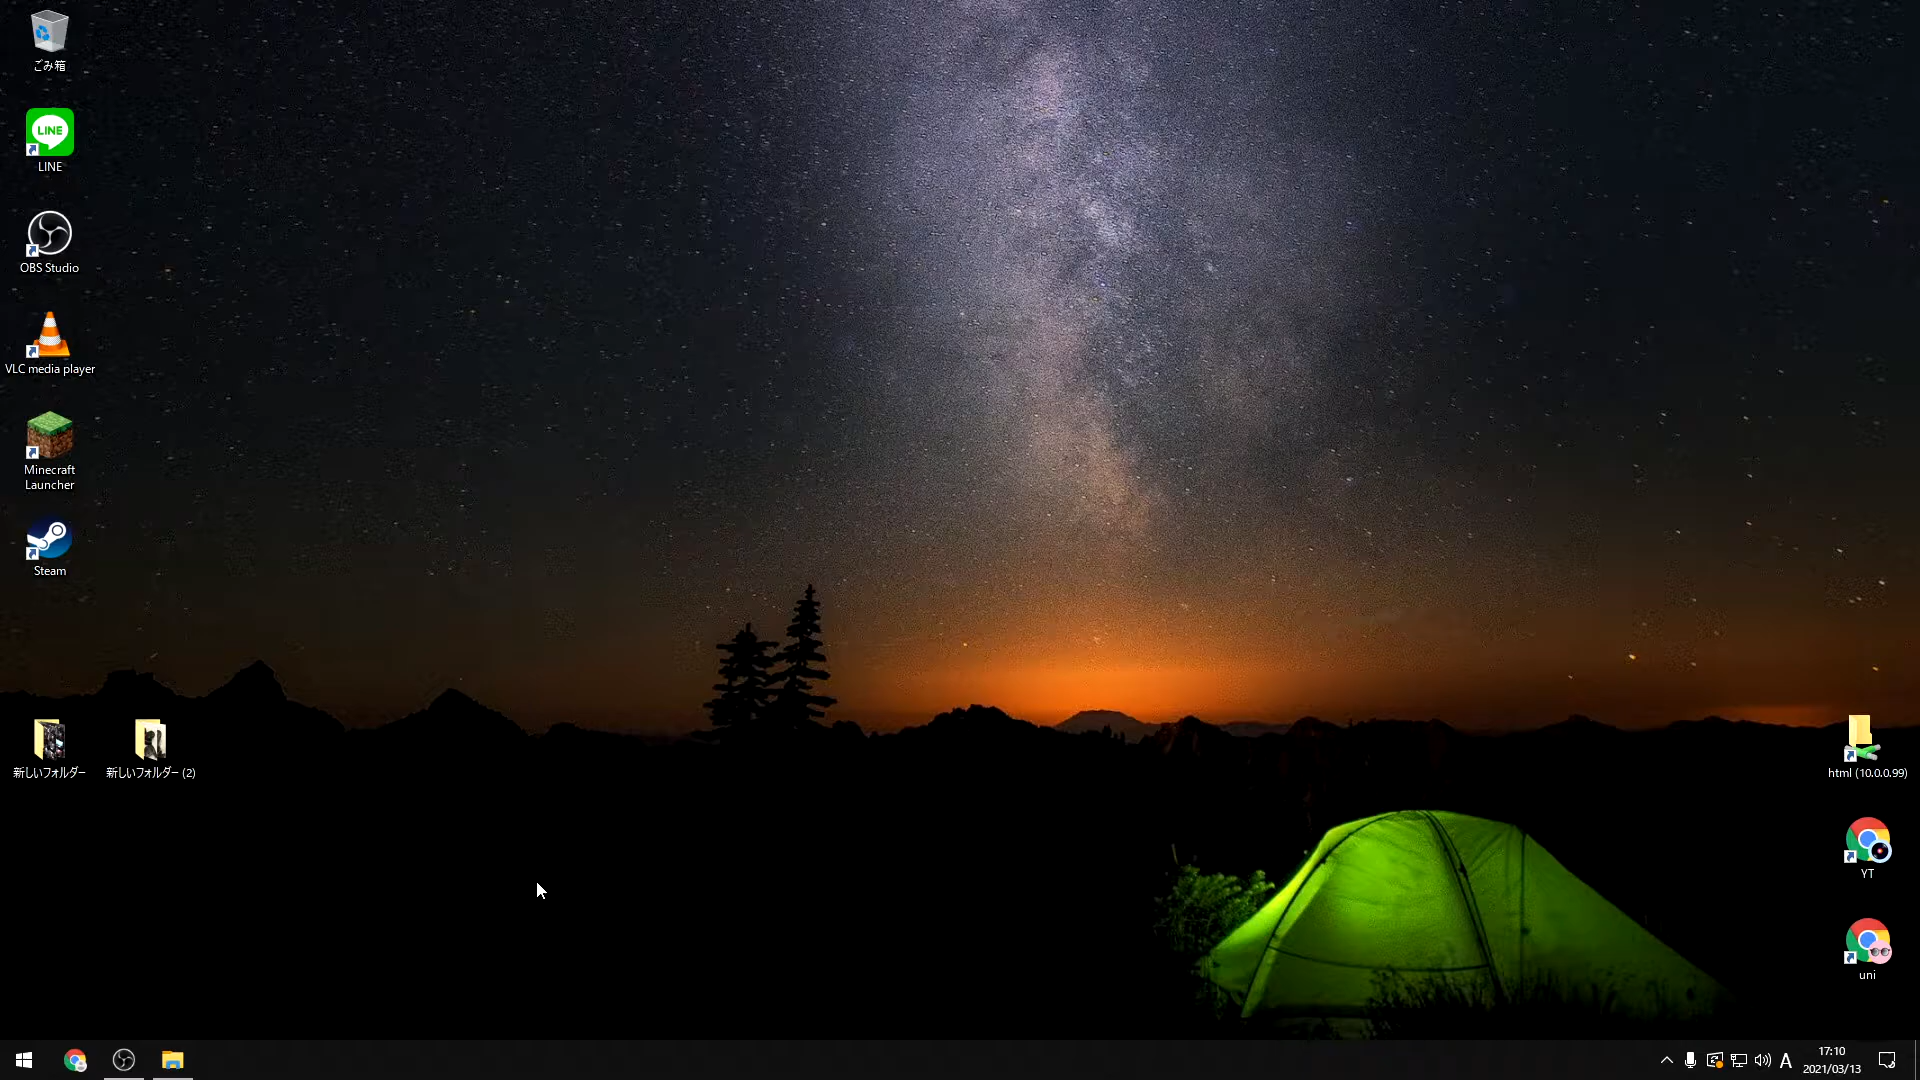 ごみ箱
LINE
LINE
OBS Studio
VLC media player
Minecraft
Launcher
Steam
新しいフォルダー
新しいフォルダー (2)
html (10.0.0.99)
YT
uni
A
17:10
2021/03/13